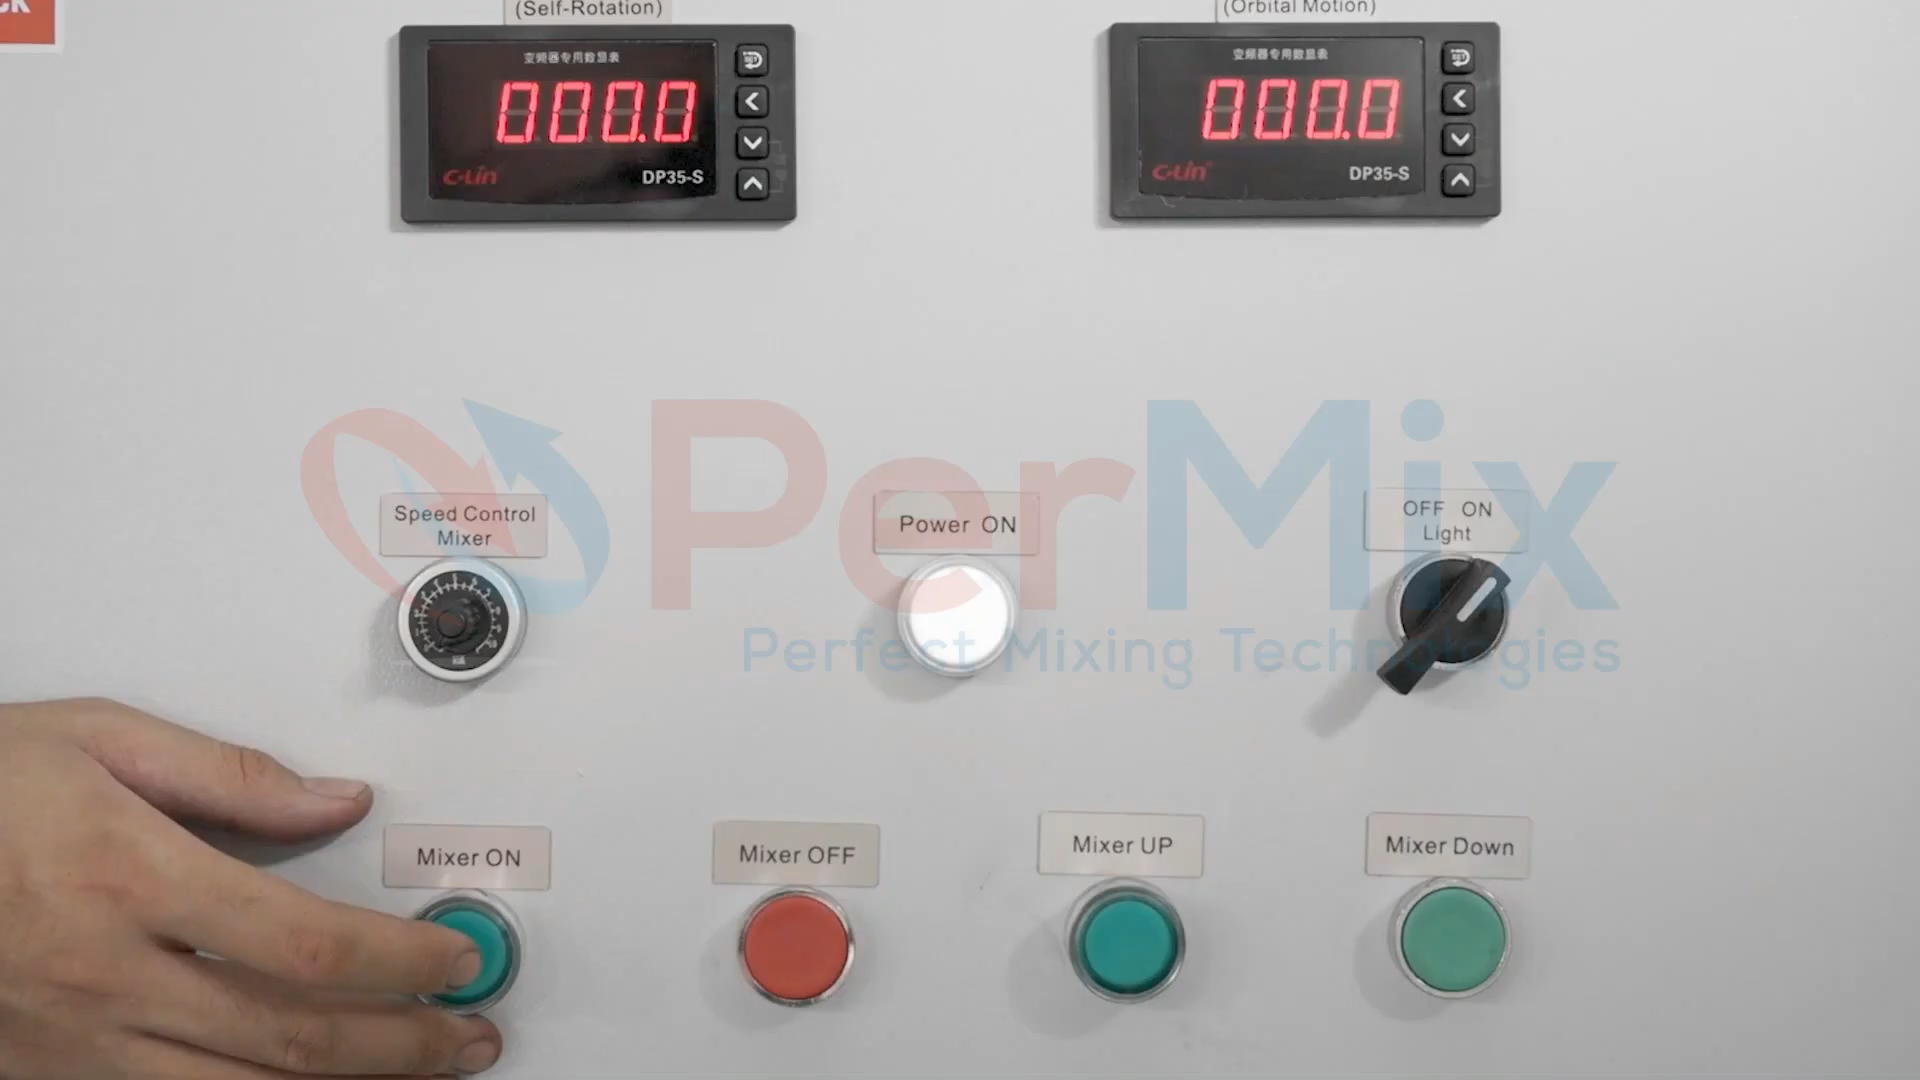 CK
(Self-Rotation)
(Orbital Motion)
变频器专用数显表
000.0
C-Lin
DP35-S
变频器专用数显表
000.0
C-Lin
DP35-S
PerMix
Perfect Mixing Technologies
Speed Control
Mixer
Power ON
OFF ON
Light
Mixer ON
Mixer OFF
Mixer UP
Mixer Down